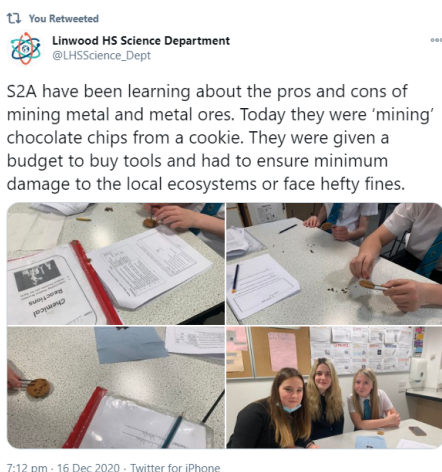 You Retweeted
Linwood HS Science Department
@LHSScience_Dept
S2A have been learning about the pros and cons of
mining metal and metal ores. Today they were ‘mining’
chocolate chips from a cookie. They were given a
budget to buy tools and had to ensure minimum
damage to the local ecosystems or face hefty fines.
Chemical
Reactions
7:12 pm · 16 Dec 2020 · Twitter for iPhone